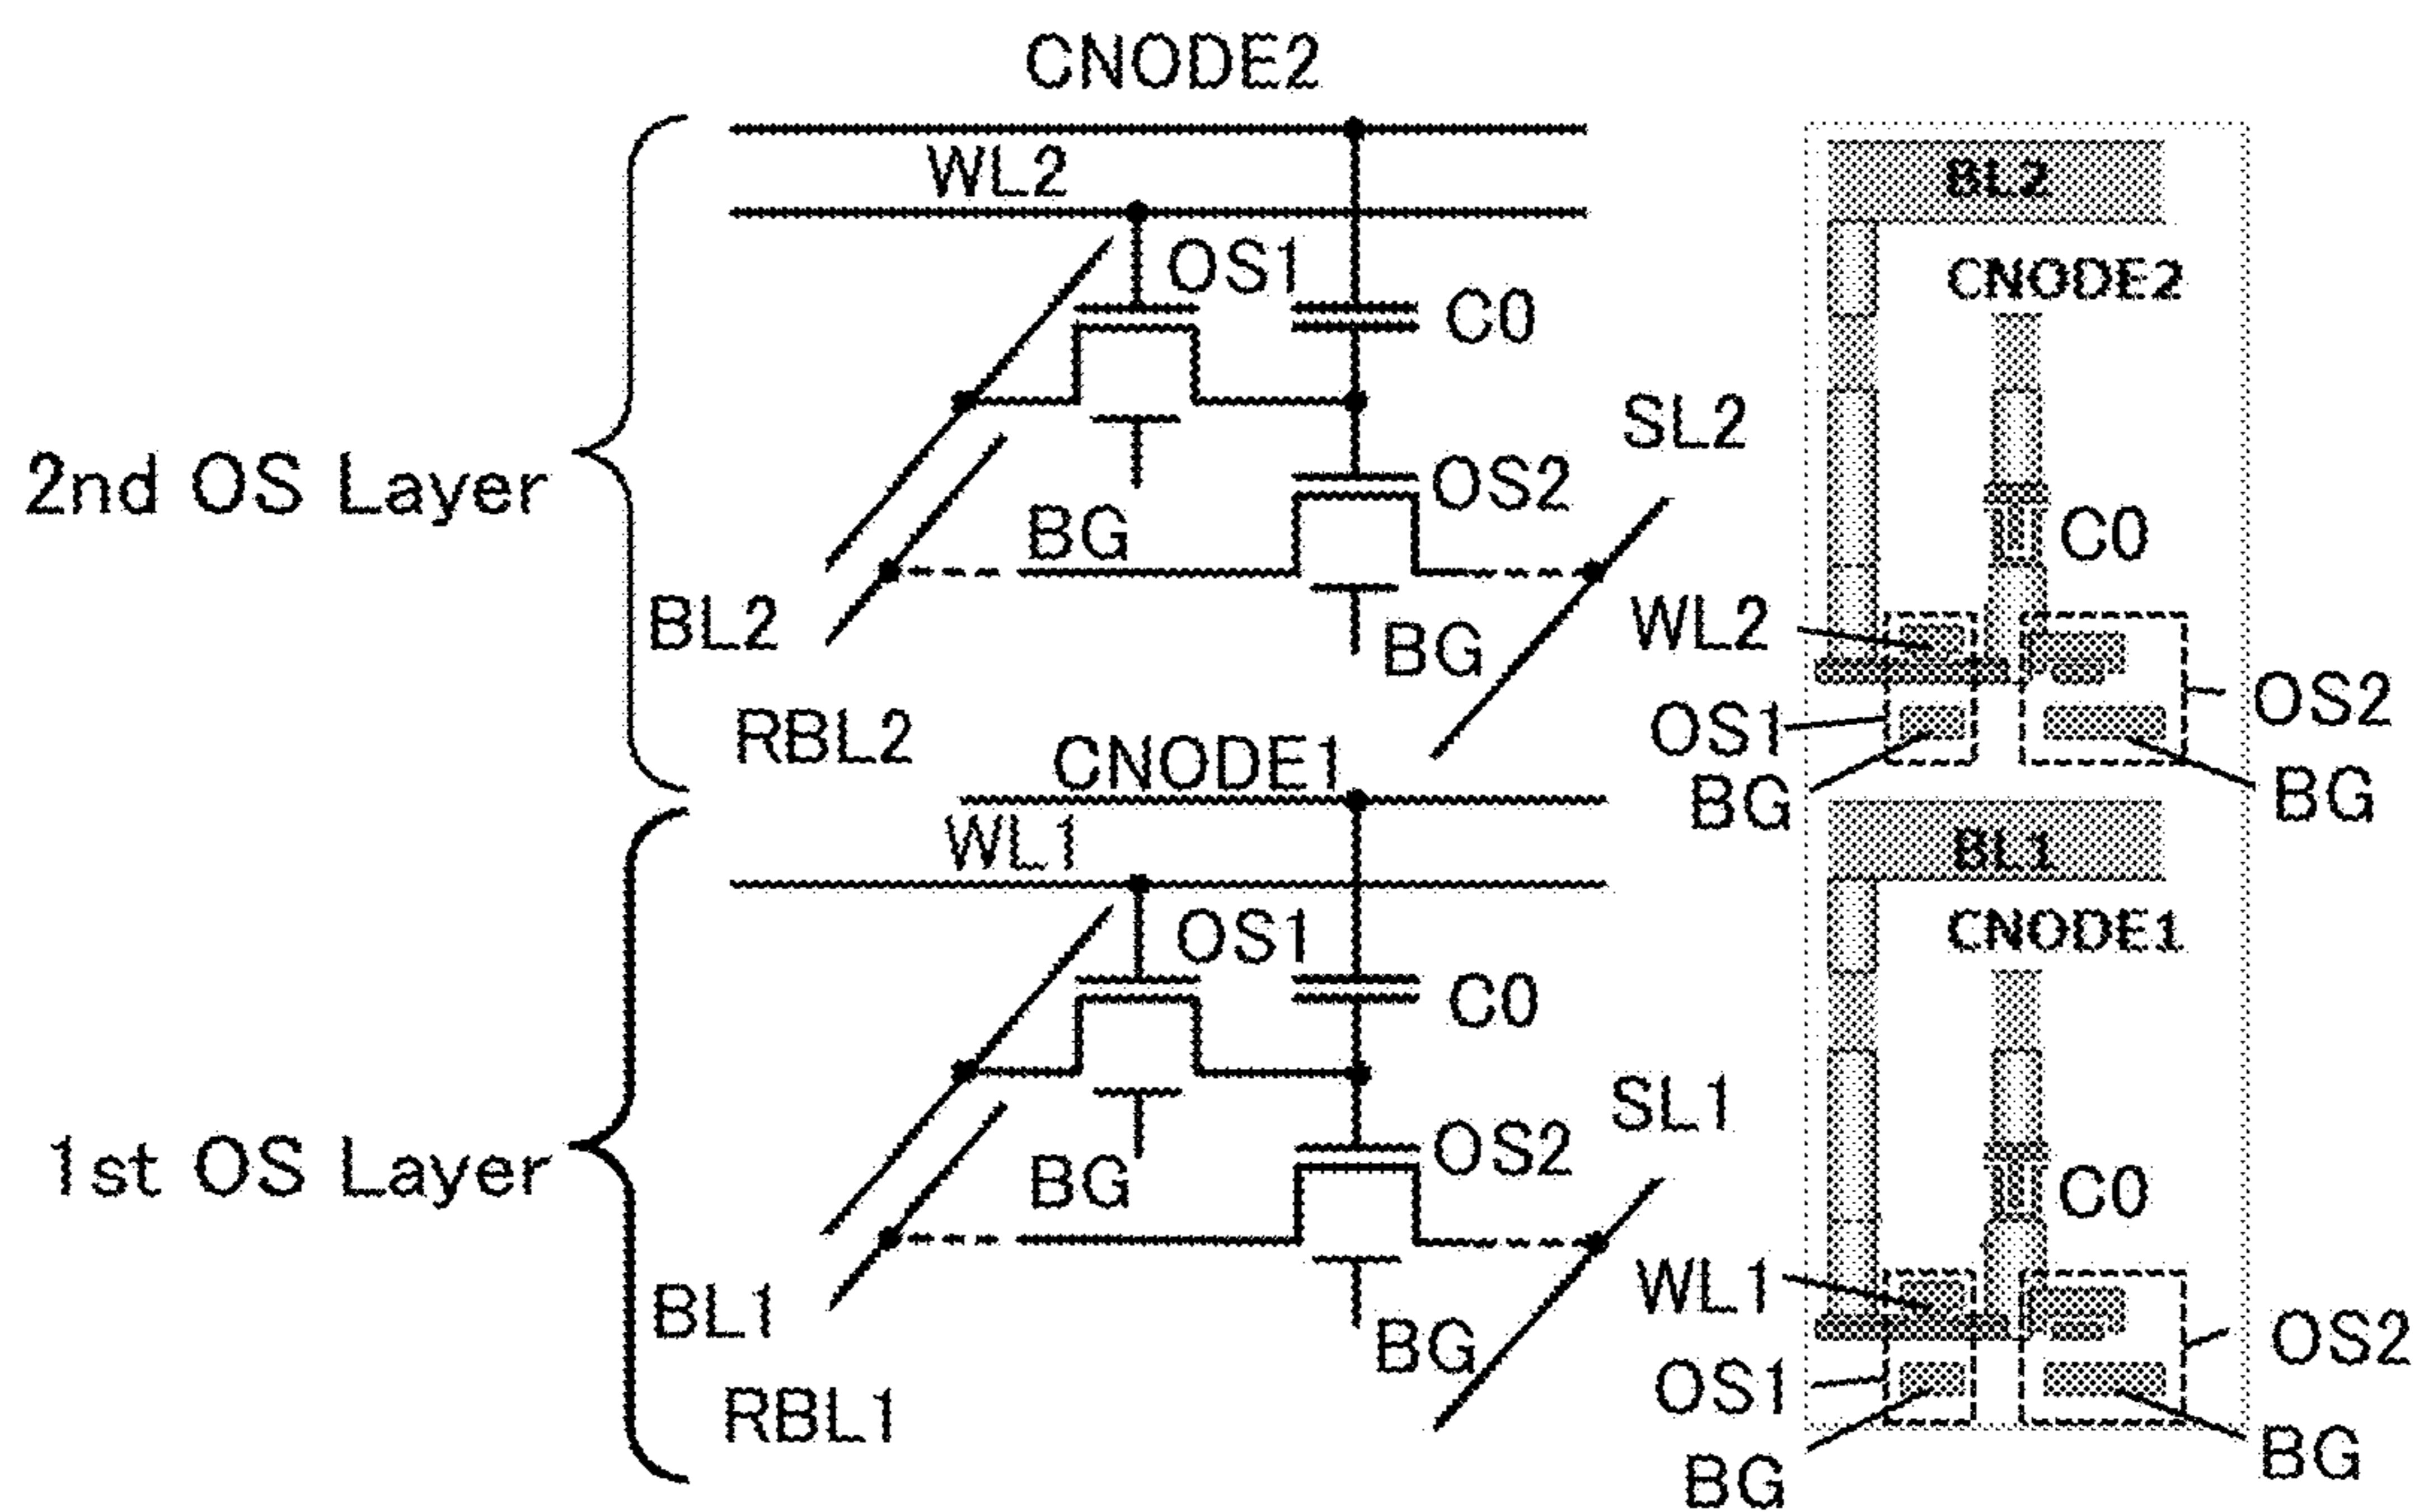 CNODE2
WL2
OS1
C0
2nd OS Layer
BG
OS2
SL2
BL2
BG
RBL2
CNODE1
WL1
OS1
C0
1st OS Layer
BG
OS2
SL1
BL1
BG
RBL1
BL2
CNODE2
C0
WL2
OS1
OS2
BG
BG
BL1
CNODE1
C0
WL1
OS1
OS2
BG
BG